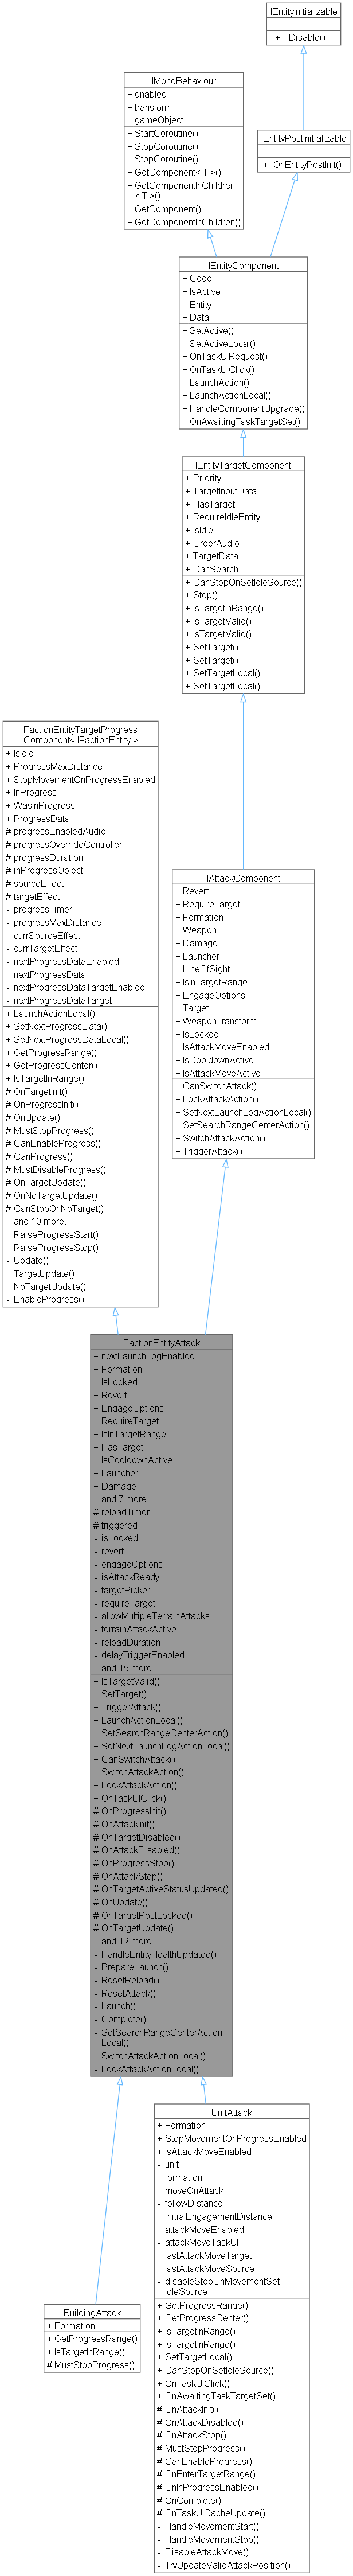 IEntityInitializable
+ Disable()
IEntityPostInitializable
+ OnEntityPostInit()
IMonoBehaviour
+ enabled
+ transform
+ gameObject
+ StartCoroutine()
+ StopCoroutine()
+ StopCoroutine()
+ GetComponent< T >()
+ GetComponentInChildren
< T >()
+ GetComponent()
+ GetComponentInChildren()
IEntityComponent
+ Code
+ IsActive
+ Entity
+ Data
+ SetActive()
+ SetActiveLocal()
+ OnTaskUIRequest()
+ OnTaskUIClick()
+ LaunchAction()
+ LaunchActionLocal()
+ HandleComponentUpgrade()
+ OnAwaitingTaskTargetSet()
IEntityTargetComponent
+ Priority
+ TargetInputData
+ HasTarget
+ RequireIdleEntity
+ IsIdle
+ OrderAudio
+ TargetData
+ CanSearch
+ CanStopOnSetIdleSource()
+ Stop()
+ IsTargetInRange()
+ IsTargetValid()
+ IsTargetValid()
+ SetTarget()
+ SetTarget()
+ SetTargetLocal()
+ SetTargetLocal()
FactionEntityTargetProgress
Component< IFactionEntity >
+ IsIdle
+ ProgressMaxDistance
+ StopMovementOnProgressEnabled
+ InProgress
+ WasInProgress
+ ProgressData
# progressEnabledAudio
# progressOverrideController
# progressDuration
# inProgressObject
# sourceEffect
# targetEffect
- progressTimer
- progressMaxDistance
- currSourceEffect
- currTargetEffect
- nextProgressDataEnabled
- nextProgressData
- nextProgressDataTargetEnabled
- nextProgressDataTarget
+ LaunchActionLocal()
+ SetNextProgressData()
+ SetNextProgressDataLocal()
+ GetProgressRange()
+ GetProgressCenter()
+ IsTargetInRange()
# OnTargetInit()
# OnProgressInit()
# OnUpdate()
# MustStopProgress()
# CanEnableProgress()
# CanProgress()
# MustDisableProgress()
# OnTargetUpdate()
# OnNoTargetUpdate()
# CanStopOnNoTarget()
and 10 more...
- RaiseProgressStart()
- RaiseProgressStop()
- Update()
- TargetUpdate()
- NoTargetUpdate()
- EnableProgress()
IAttackComponent
+ Revert
+ RequireTarget
+ Formation
+ Weapon
+ Damage
+ Launcher
+ LineOfSight
+ IsInTargetRange
+ EngageOptions
+ Target
+ WeaponTransform
+ IsLocked
+ IsAttackMoveEnabled
+ IsCooldownActive
+ IsAttackMoveActive
+ CanSwitchAttack()
+ LockAttackAction()
+ SetNextLaunchLogActionLocal()
+ SetSearchRangeCenterAction()
+ SwitchAttackAction()
+ TriggerAttack()
FactionEntityAttack
+ nextLaunchLogEnabled
+ Formation
+ IsLocked
+ Revert
+ EngageOptions
+ RequireTarget
+ IsInTargetRange
+ HasTarget
+ IsCooldownActive
+ Launcher
+ Damage
and 7 more...
# reloadTimer
# triggered
- isLocked
- revert
- engageOptions
- isAttackReady
- targetPicker
- requireTarget
- allowMultipleTerrainAttacks
- terrainAttackActive
- reloadDuration
- delayTriggerEnabled
and 15 more...
+ IsTargetValid()
+ SetTarget()
+ TriggerAttack()
+ LaunchActionLocal()
+ SetSearchRangeCenterAction()
+ SetNextLaunchLogActionLocal()
+ CanSwitchAttack()
+ SwitchAttackAction()
+ LockAttackAction()
+ OnTaskUIClick()
# OnProgressInit()
# OnAttackInit()
# OnTargetDisabled()
# OnAttackDisabled()
# OnProgressStop()
# OnAttackStop()
# OnTargetActiveStatusUpdated()
# OnUpdate()
# OnTargetPostLocked()
# OnTargetUpdate()
and 12 more...
- HandleEntityHealthUpdated()
- PrepareLaunch()
- ResetReload()
- ResetAttack()
- Launch()
- Complete()
- SetSearchRangeCenterAction
Local()
- SwitchAttackActionLocal()
- LockAttackActionLocal()
BuildingAttack
+ Formation
+ GetProgressRange()
+ IsTargetInRange()
# MustStopProgress()
UnitAttack
+ Formation
+ StopMovementOnProgressEnabled
+ IsAttackMoveEnabled
- unit
- formation
- moveOnAttack
- followDistance
- initialEngagementDistance
- attackMoveEnabled
- attackMoveTaskUI
- lastAttackMoveTarget
- lastAttackMoveSource
- disableStopOnMovementSet
IdleSource
+ GetProgressRange()
+ GetProgressCenter()
+ IsTargetInRange()
+ IsTargetInRange()
+ IsTargetInRange()
+ SetTargetLocal()
+ CanStopOnSetIdleSource()
+ OnTaskUIClick()
+ OnAwaitingTaskTargetSet()
# OnAttackInit()
# OnAttackDisabled()
# OnAttackStop()
# MustStopProgress()
# CanEnableProgress()
# OnEnterTargetRange()
# OnInProgressEnabled()
# OnComplete()
# OnTaskUICacheUpdate()
- HandleMovementStart()
- HandleMovementStop()
- DisableAttackMove()
- TryUpdateValidAttackPosition()